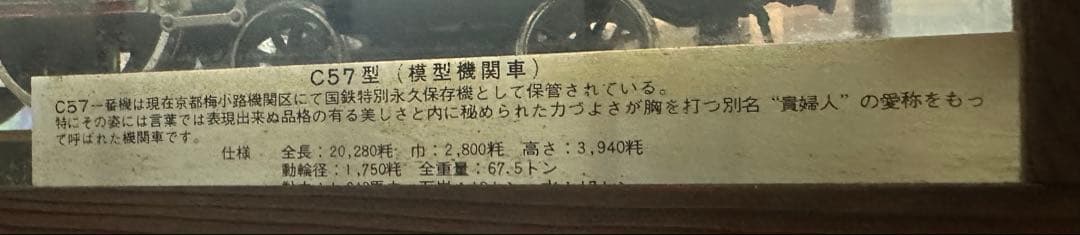 C57型(模型機関車)
C57一番機は現在京都梅小路機関区にて国鉄特別永久保存機として保管されている。
特にその姿には言葉では表現出来ぬ品格の有る美しさと内に秘められた力づよさが胸を打つ別名“貴婦人”の愛称をもっ
て呼ばれた機関車です。
仕様 全長:20,280粍 巾:2,800粍 高さ:3,940粍
動輪径:1,750粍 全重量:67.5トン